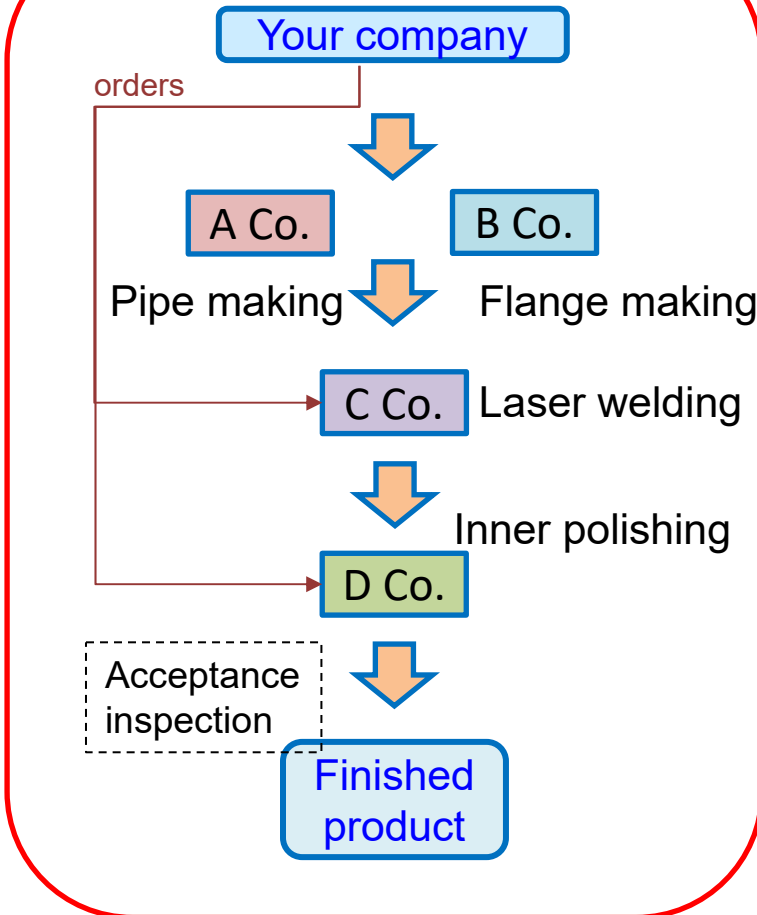 Your company
orders
A Co.
B Co.
Pipe making
Flange making
C Co.
Laser welding
Inner polishing
D Co.
Acceptance
inspection
Finished
product